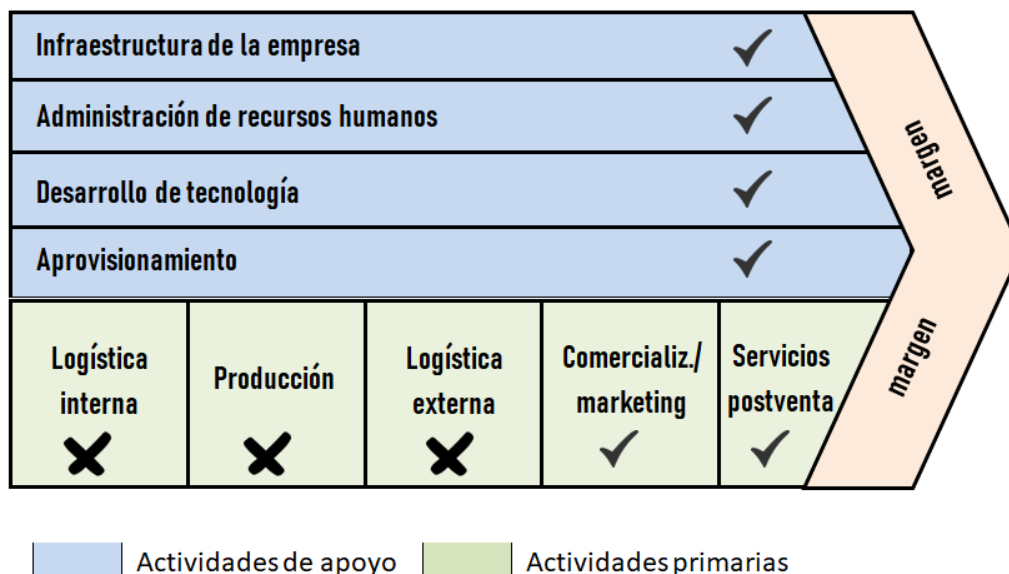 Infraestructura de la empresa
Administración de recursos humanos
Desarrollo de tecnología
Aprovisionamiento
margen
margen
Logística
interna
Producción
Logística
externa
Comercializ./
marketing
Servicios
postventa
Actividades de apoyo
Actividades primarias